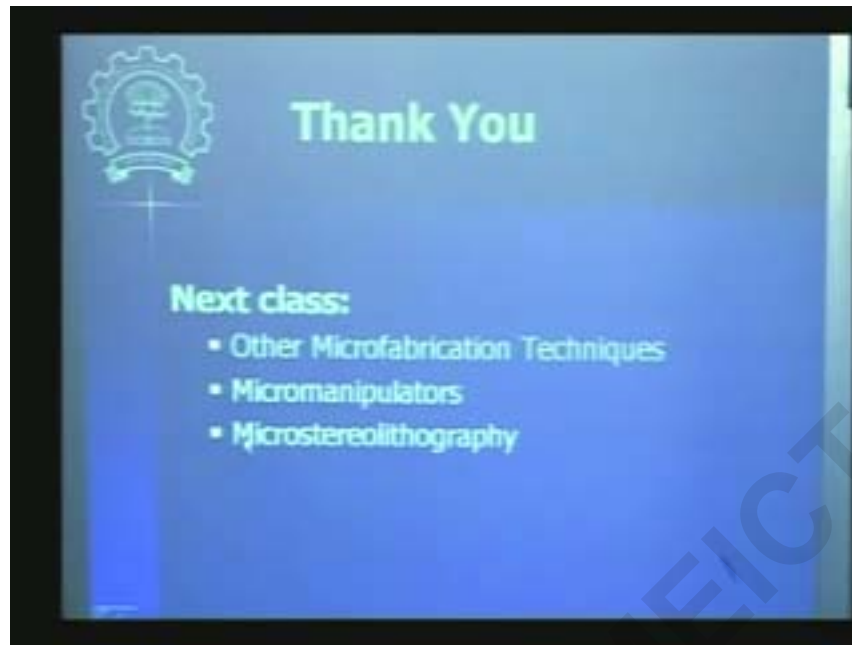 Thank You
Next class:
▪ Other Microfabrication Techniques
▪ Micromanipulators
▪ Microstereolithography